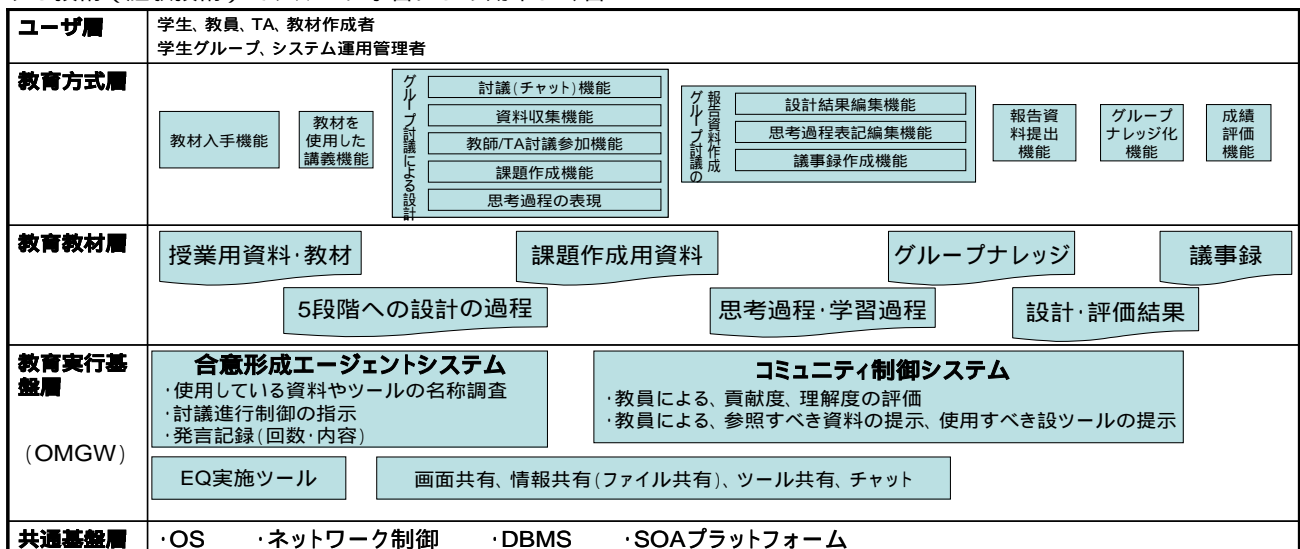 ユーザ層
学生、教員、TA、教材作成者
学生グループ、システム運用管理者
教育方式層
教材入手機能
教材を
使用した
講義機能
グループ討議による設計
討議(チャット)機能
資料収集機能
教師/TA討議参加機能
課題作成機能
思考過程の表現
グループ討議の
報告資料作成
設計結果編集機能
思考過程表記編集機能
議事録作成機能
報告資
料提出
機能
グループ
ナレッジ化
機能
成績
評価
機能
教育教材層
授業用資料・教材
課題作成用資料
グループナレッジ
議事録
5段階への設計の過程
思考過程・学習過程
設計・評価結果
教育実行基
盤層
(OMGW)
合意形成エージェントシステム
・使用している資料やツールの名称調査
・討議進行制御の指示
・発言記録(回数・内容)
コミュニティ制御システム
・教員による、貢献度、理解度の評価
・教員による、参照すべき資料の提示、使用すべき設ツールの提示
EQ実施ツール
画面共有、情報共有(ファイル共有)、ツール共有、チャット
共通基盤層
・OS ・ネットワーク制御 ・DBMS ・SOAプラットフォーム